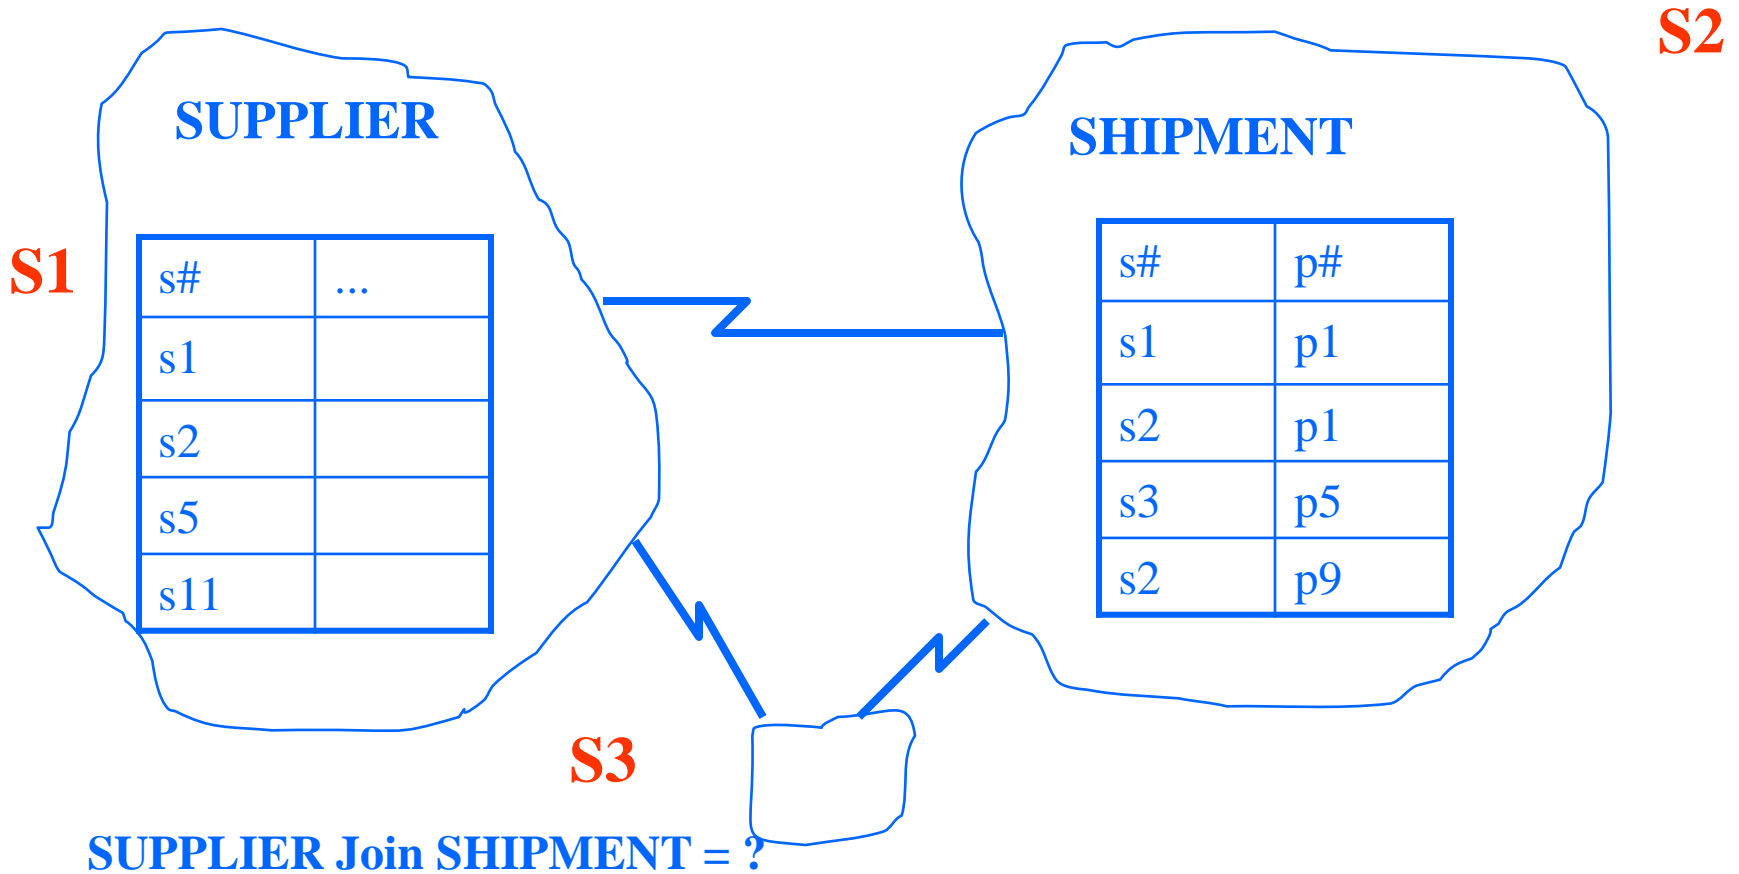 S2
SUPPLIER
SHIPMENT
S1
s# ...
s1
s2
s5
s11
s# p#
s1 p1
s2 p1
s3 p5
s2 p9
S3
SUPPLIER Join SHIPMENT = ?